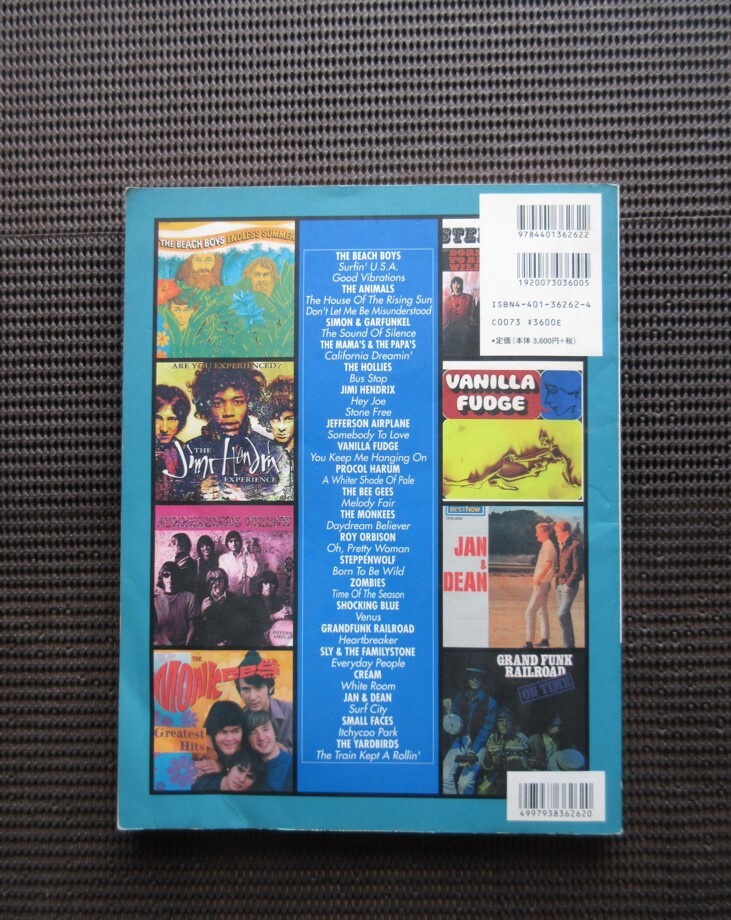 THE BEACH BOYS ENDLESS SUMMER
ARE YOU EXPERIENCED?
THE
Jimi Hendrix
EXPERIENCE
THE
MONKEES
Greatest
Hits
THE BEACH BOYS
Surfin' U.S.A.
Good Vibrations
THE ANIMALS
The House Of The Rising Sun
Don't Let Me Be Misunderstood
SIMON & GARFUNKEL
The Sound Of Silence
THE MAMA'S & THE PAPA'S
California Dreamin'
THE HOLLIES
Bus Stop
JIMI HENDRIX
Hey Joe
Stone Free
JEFFERSON AIRPLANE
Somebody To Love
VANILLA FUDGE
You Keep Me Hanging On
PROCOL HARUM
A Whiter Shade Of Pale
THE BEE GEES
Melody Fair
THE MONKEES
Daydream Believer
ROY ORBISON
Oh, Pretty Woman
STEPPENWOLF
Born To Be Wild
ZOMBIES
Time Of The Season
SHOCKING BLUE
Venus
GRANDFUNK RAILROAD
Heartbreaker
SLY & THE FAMILYSTONE
Everyday People
CREAM
White Room
JAN & DEAN
Surf City
SMALL FACES
Itchycoo Park
THE YARDBIRDS
The Train Kept A Rollin'
STE
9784401362622
1920073036005
ISBN4-401-36262-4
C0073 ¥3600E
•定価(本体 3,600円+税)
VANILLA
FUDGE
BEST NOW
JAN
&
DEAN
GRAND FUNK
RAILROAD
ON TIME
4997938362620